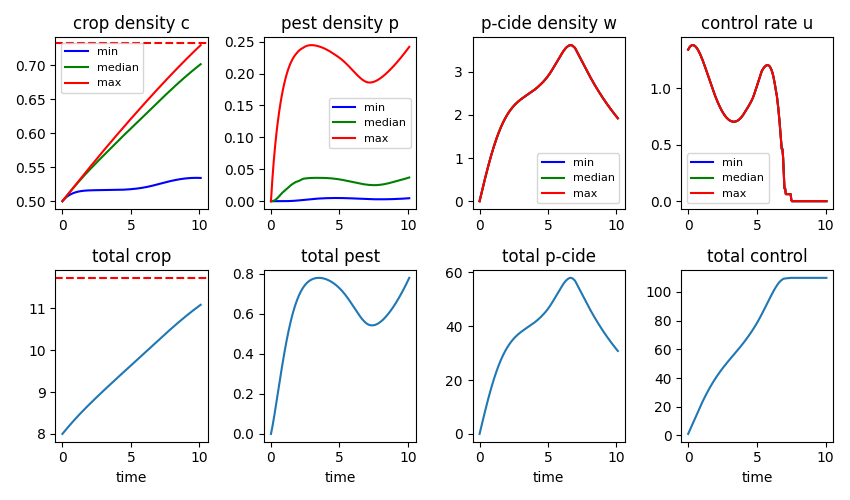 crop density c
pest density p
p-cide density w
control rate u
0.70
0.65
0.60
0.55
0.50
min
median
max
0 5 10
0.25
0.20
0.15
0.10
0.05
0.00
min
median
max
0 5 10
3
2
1
0
min
median
max
0 5 10
1.0
0.5
0.0
min
median
max
0 5 10
total crop
total pest
total p-cide
total control
11
10
9
8
0 5 10
time
0.8
0.6
0.4
0.2
0.0
0 5 10
time
60
40
20
0
0 5 10
time
100
80
60
40
20
0
0 5 10
time